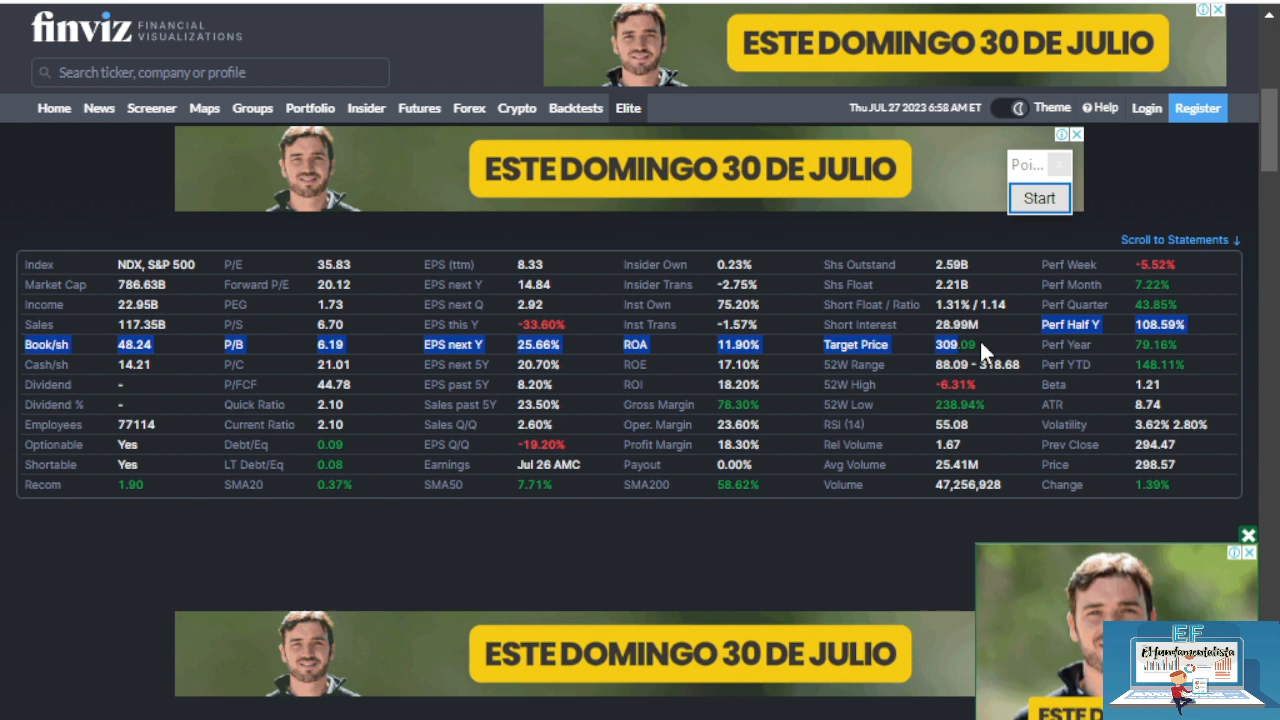 finviz FINANCIAL VISUALIZATIONS
ESTE DOMINGO 30 DE JULIO
Search ticker, company or profile
Home News Screener Maps Groups Portfolio Insider Futures Forex Crypto Backtests Elite Thu JUL 27 2023 6:58 AM ET Theme Help Login Register
ESTE DOMINGO 30 DE JULIO
Poi...
Start
Scroll to Statements ↓
Index NDX, S&P 500 P/E 35.83 EPS (ttm) 8.33 Insider Own 0.23% Shs Outstand 2.59B Perf Week -5.52%
Market Cap 786.63B Forward P/E 20.12 EPS next Y 14.84 Insider Trans -2.75% Shs Float 2.21B Perf Month 7.22%
Income 22.95B PEG 1.73 EPS next Q 2.92 Inst Own 75.20% Short Float / Ratio 1.31% / 1.14 Perf Quarter 43.85%
Sales 117.35B P/S 6.70 EPS this Y -33.60% Inst Trans -1.57% Short Interest 28.99M Perf Half Y 108.59%
Book/sh 48.24 P/B 6.19 EPS next Y 25.66% ROA 11.90% Target Price 309.09 Perf Year 79.16%
Cash/sh 14.21 P/C 21.01 EPS next 5Y 20.70% ROE 17.10% 52W Range 88.09 - 318.68 Perf YTD 148.11%
Dividend - P/FCF 44.78 EPS past 5Y 8.20% ROI 18.20% 52W High -6.31% Beta 1.21
Dividend % - Quick Ratio 2.10 Sales past 5Y 23.50% Gross Margin 78.30% 52W Low 238.94% ATR 8.74
Employees 77114 Current Ratio 2.10 Sales Q/Q 2.60% Oper. Margin 23.60% RSI (14) 55.08 Volatility 3.62% 2.80%
Optionable Yes Debt/Eq 0.09 EPS Q/Q -19.20% Profit Margin 18.30% Rel Volume 1.67 Prev Close 294.47
Shortable Yes LT Debt/Eq 0.08 Earnings Jul 26 AMC Payout 0.00% Avg Volume 25.41M Price 298.57
Recom 1.90 SMA20 0.37% SMA50 7.71% SMA200 58.62% Volume 47,256,928 Change 1.39%
ESTE DOMINGO 30 DE JULIO
EF
El fundamentalista
ESTE D